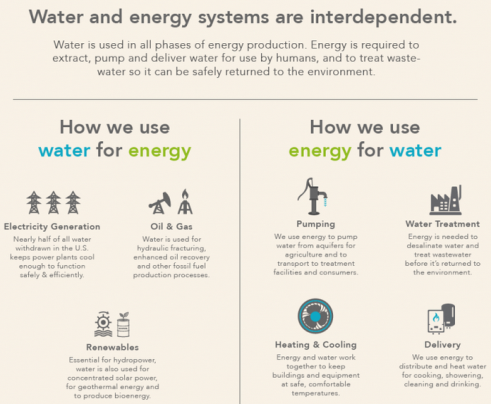 Water and energy systems are interdependent.
Water is used in all phases of energy production. Energy is required to
extract, pump and deliver water for use by humans, and to treat waste-
water so it can be safely returned to the environment.
How we use
water for energy
Electricity Generation
Nearly half of all water
withdrawn in the U.S.
keeps power plants cool
enough to function
safely & efficiently.
Oil & Gas
Water is used for
hydraulic fracturing,
enhanced oil recovery
and other fossil fuel
production processes.
Renewables
Essential for hydropower,
water is also used for
concentrated solar power,
for geothermal energy and
to produce bioenergy.
How we use
energy for water
Pumping
We use energy to pump
water from aquifers for
agriculture and to
transport to treatment
facilities and consumers.
Water Treatment
Energy is needed to
desalinate water and
treat wastewater
before it's returned to
the environment.
Heating & Cooling
Energy and water work
together to keep
buildings and equipment
at safe, comfortable
temperatures.
Delivery
We use energy to
distribute and heat water
for cooking, showering,
cleaning and drinking.